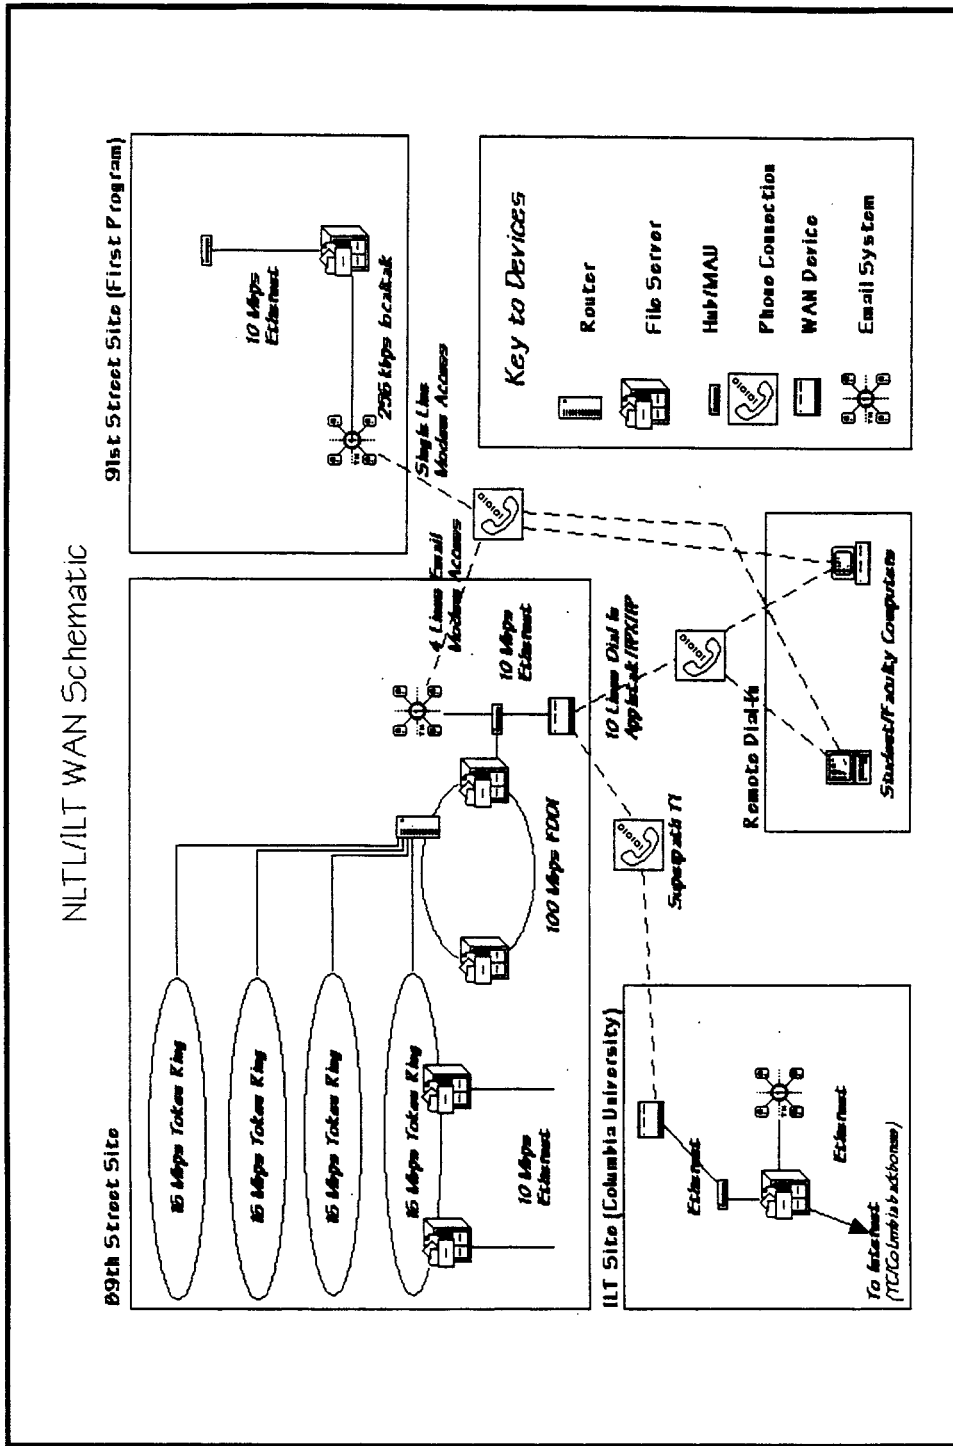 NLTL/ILT WAN Schematic
89th Street Site
16 Mbps Token Ring
16 Mbps Token Ring
16 Mbps Token Ring
16 Mbps Token Ring
10 Mbps
Ethernet
100 Mbps FDDI
4 Lines Email
Modem Access
10 Mbps
Ethernet
91st Street Site (First Program)
10 Mbps
Ethernet
256 kbps localtalk
Single Line
Modem Access
10 Lines Dial In
Appletalk/IPX/IP
Superpath T1
ILT Site (Columbia University)
Ethernet
Ethernet
To Internet
(TC/Columbia backbones)
Remote Dial-In
Student/Faculty Computers
Key to Devices
Router
File Server
Hub/MAU
Phone Connection
WAN Device
Email System